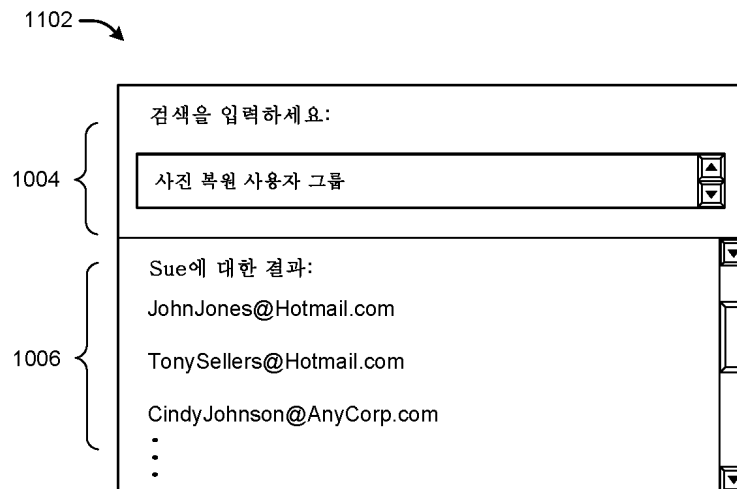 1102
검색을 입력하세요:
1004
사진 복원 사용자 그룹
Sue에 대한 결과:
JohnJones@Hotmail.com
1006
TonySellers@Hotmail.com
CindyJohnson@AnyCorp.com